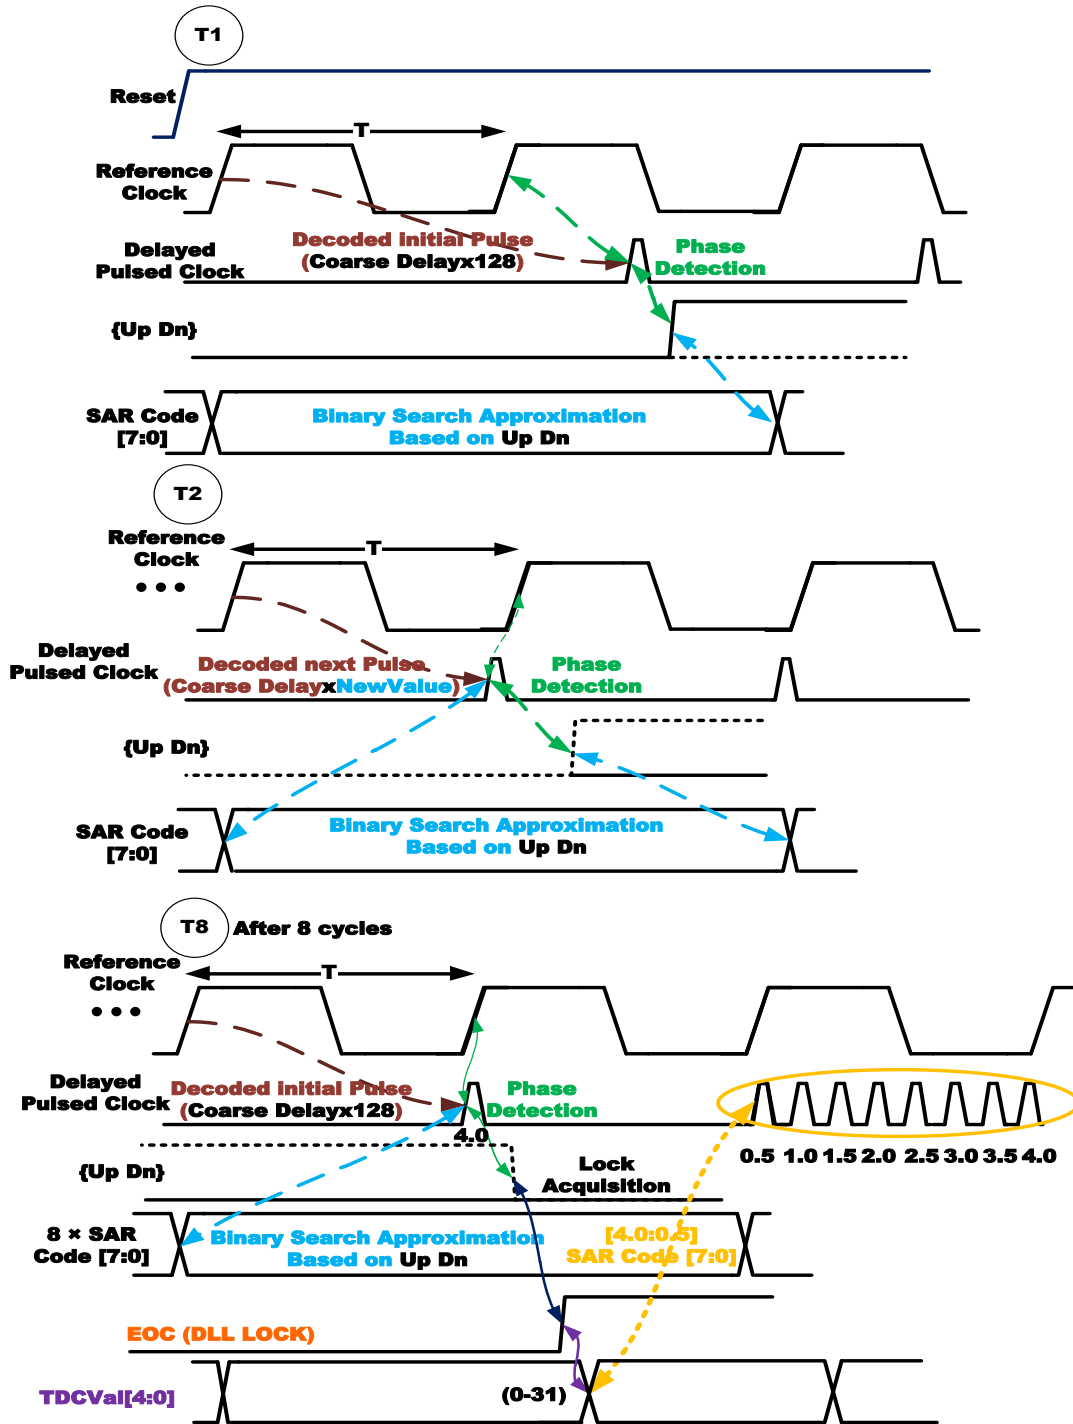 T1
Reset
T
Reference
Clock
Decoded initial Pulse
(Coarse Delayx128)
Delayed
Pulsed Clock
Phase
Detection
{Up Dn}
SAR Code
[7:0]
Binary Search Approximation
Based on Up Dn
T2
Reference
Clock
• • •
T
Delayed
Pulsed Clock
Decoded next Pulse
(Coarse DelayxNewValue)
Phase
Detection
{Up Dn}
SAR Code
[7:0]
Binary Search Approximation
Based on Up Dn
T8
After 8 cycles
Reference
Clock
• • •
T
Delayed
Pulsed Clock
Decoded initial Pulse
(Coarse Delayx128)
Phase
Detection
4.0
0.5 1.0 1.5 2.0 2.5 3.0 3.5 4.0
{Up Dn}
Lock
Acquisition
8 × SAR
Code [7:0]
Binary Search Approximation
Based on Up Dn
[4.0:0.5]
SAR Code [7:0]
EOC (DLL LOCK)
TDCVal[4:0]
(0-31)